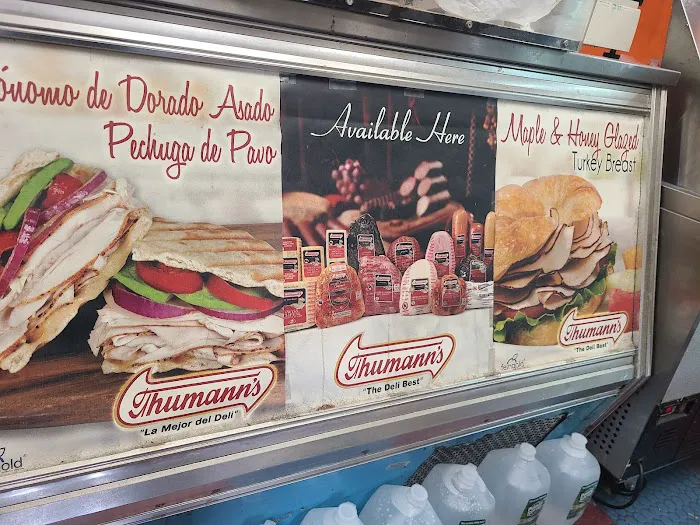 ónomo de Dorado Asado
Pechuga de Pavo
Thumann's
"La Mejor del Deli"
old®
Available Here
Thumann's
"The Deli Best"
Maple & Honey Glazed
Turkey Breast
Thumann's
"The Deli Best"